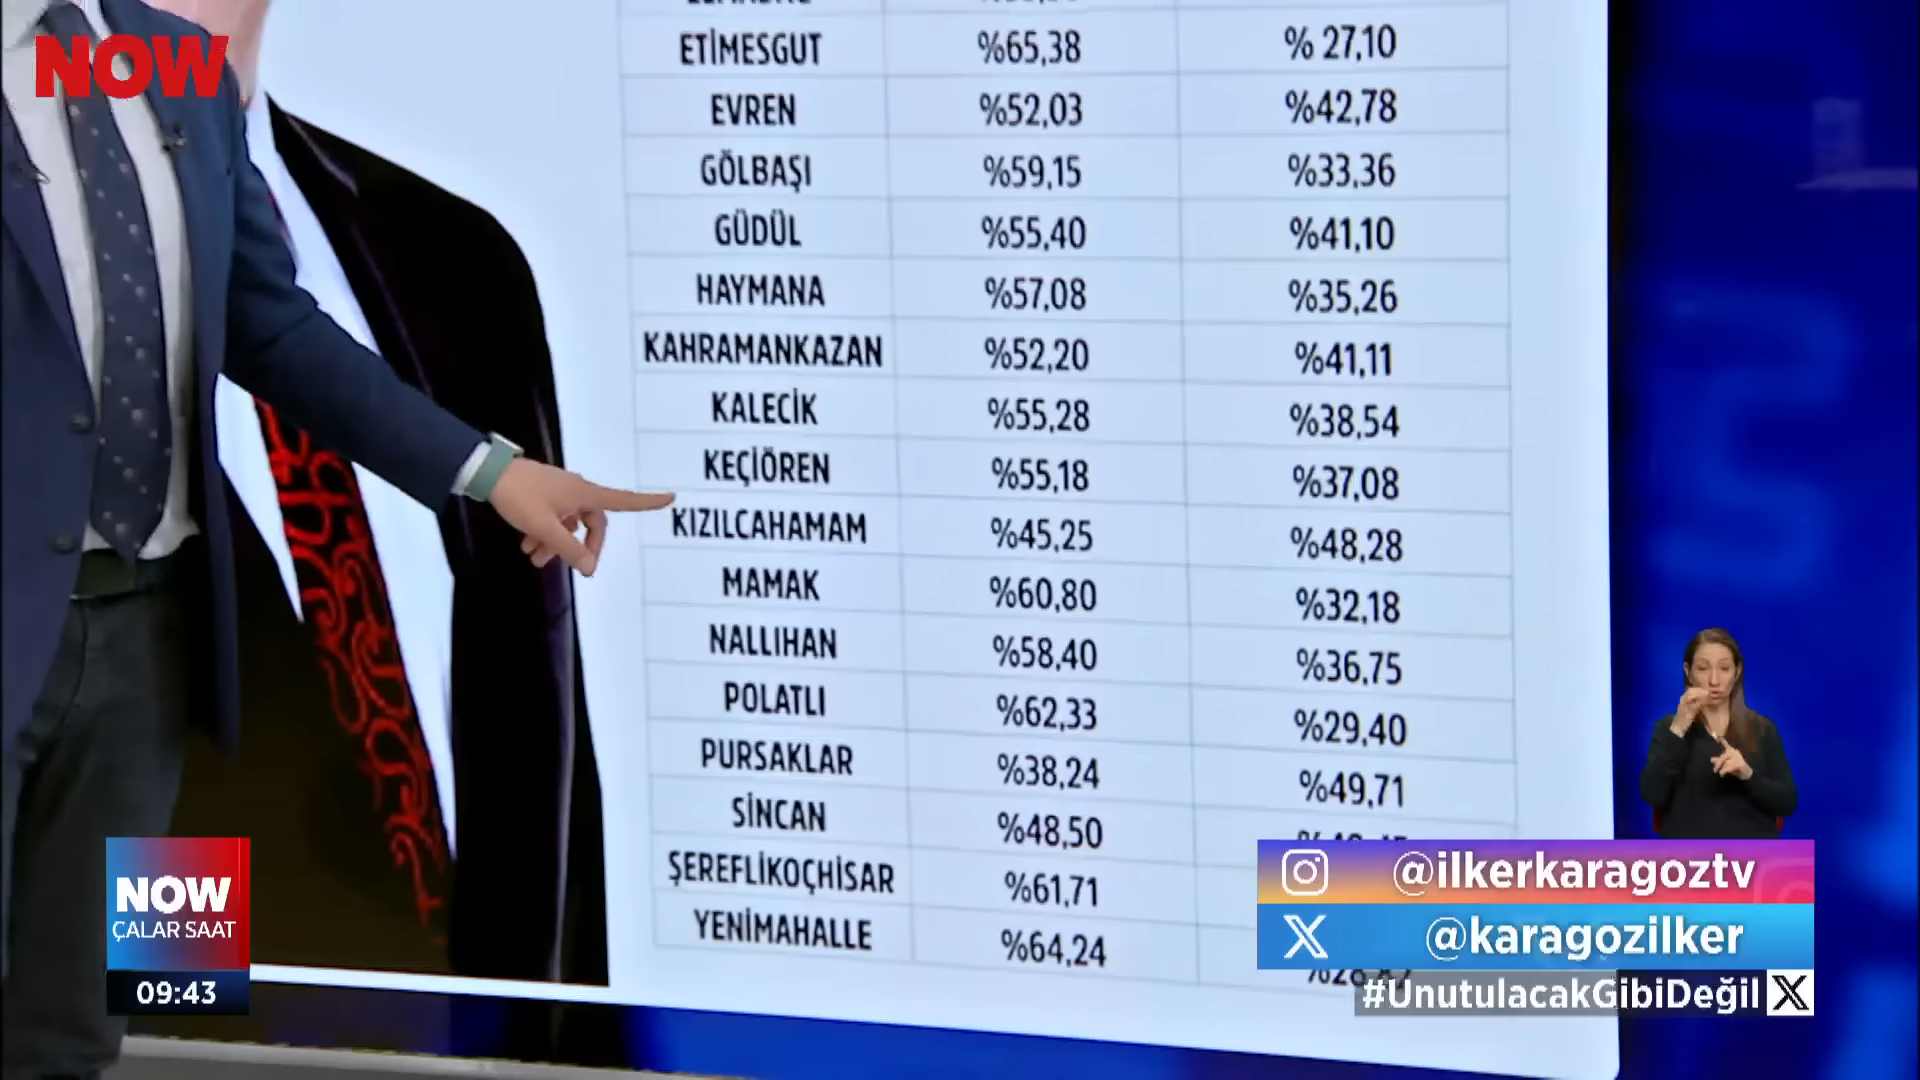 NOW
ETİMESGUT %65,38 % 27,10
EVREN %52,03 %42,78
GÖLBAŞI %59,15 %33,36
GÜDÜL %55,40 %41,10
HAYMANA %57,08 %35,26
KAHRAMANKAZAN %52,20 %41,11
KALECİK %55,28 %38,54
KEÇİÖREN %55,18 %37,08
KIZILCAHAMAM %45,25 %48,28
MAMAK %60,80 %32,18
NALLIHAN %58,40 %36,75
POLATLI %62,33 %29,40
PURSAKLAR %38,24 %49,71
SİNCAN %48,50
ŞEREFLİKOÇHİSAR %61,71
YENİMAHALLE %64,24
NOW
ÇALAR SAAT
09:43
@ilkerkaragoztv
@karagozilker
#UnutulacakGibiDeğil X